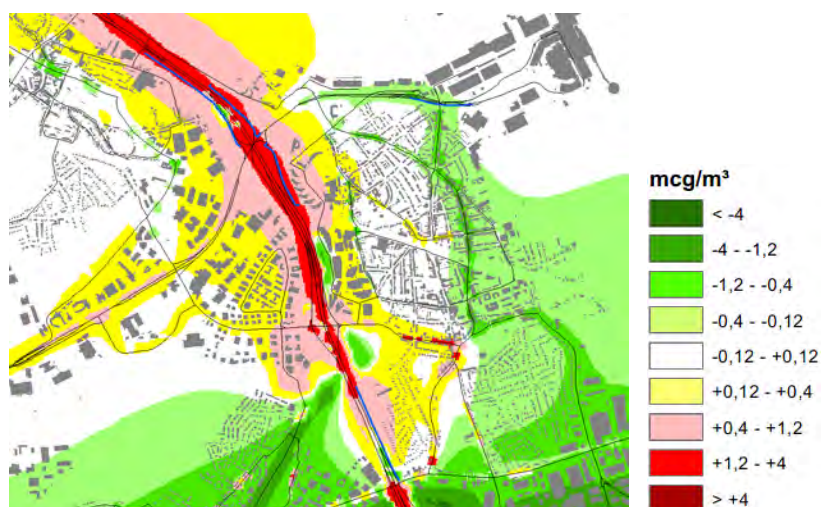 mcg/m³
< -4
-4 - -1,2
-1,2 - -0,4
-0,4 - -0,12
-0,12 - +0,12
+0,12 - +0,4
+0,4 - +1,2
+1,2 - +4
> +4